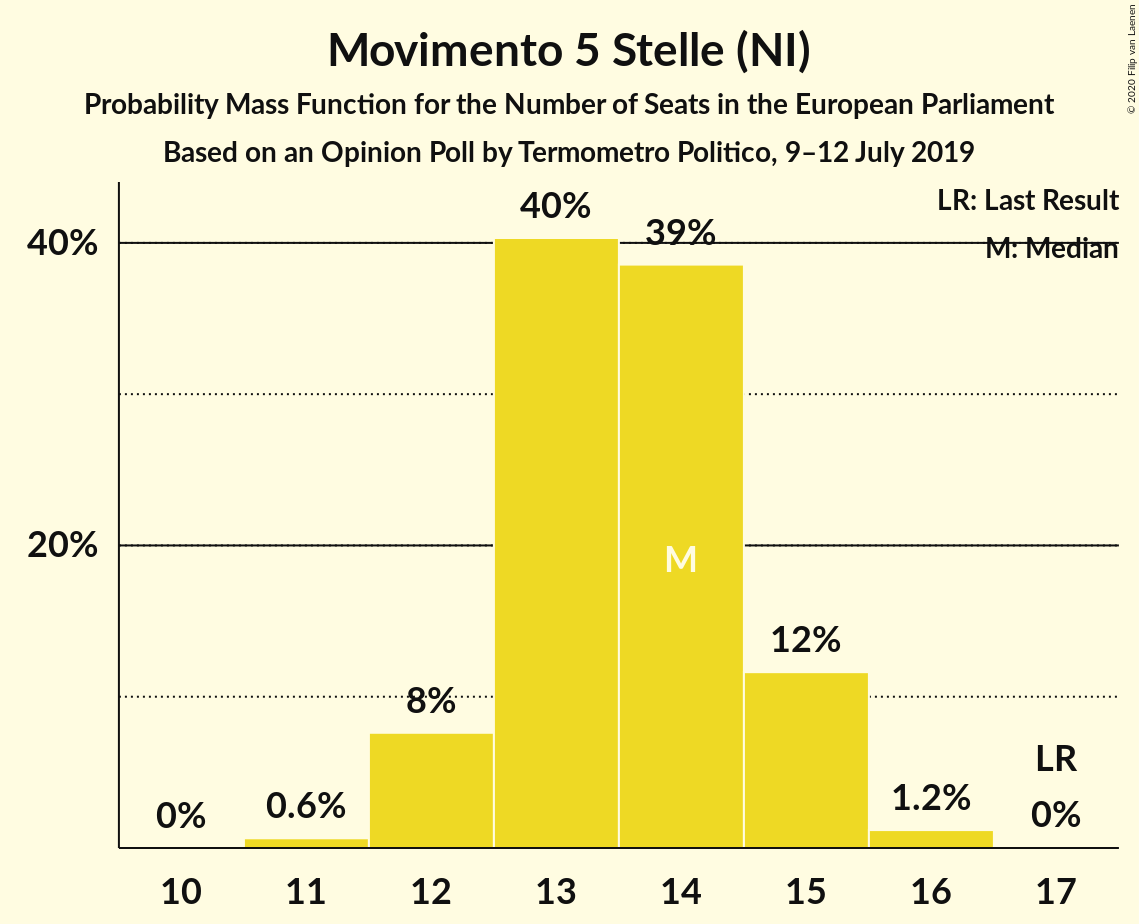 Movimento 5 Stelle (NI)
Probability Mass Function for the Number of Seats in the European Parliament
Based on an Opinion Poll by Termometro Politico, 9–12 July 2019
© 2020 Filip van Laenen
LR: Last Result
M: Median
40%
20%
0%
0.6%
8%
40%
39%
M
12%
1.2%
LR
0%
10 11 12 13 14 15 16 17